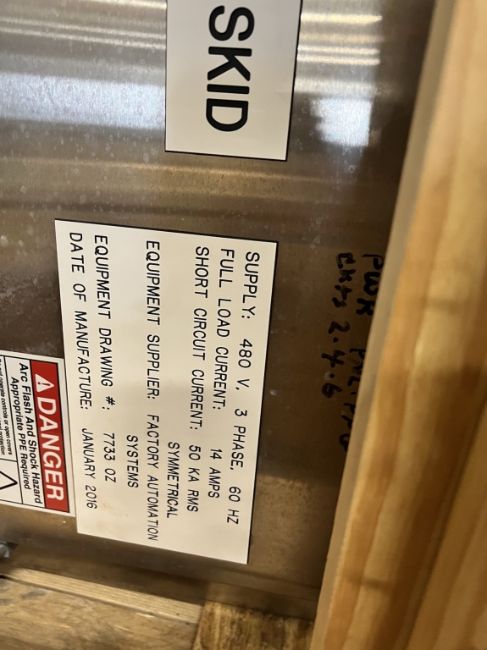 SKID
SUPPLY: 480 V, 3 PHASE, 60 HZ
FULL LOAD CURRENT: 14 AMPS
SHORT CIRCUIT CURRENT: 50 KA RMS
SYMMETRICAL
EQUIPMENT SUPPLIER: FACTORY AUTOMATION
SYSTEMS
EQUIPMENT DRAWING #: 7733 OZ
DATE OF MANUFACTURE: JANUARY 2016
DANGER
Arc Flash And Shock Hazard
Appropriate PPE Required
PWR
2.4.6